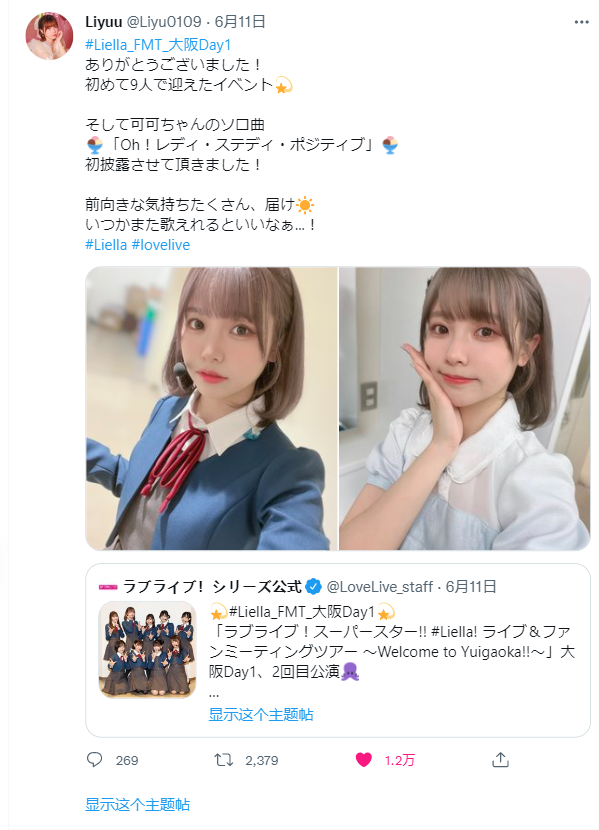 Liyuu @Liyu0109 · 6月11日
#Liella_FMT_大阪Day1
ありがとうございました！
初めて9人で迎えたイベント💫
そして可可ちゃんのソロ曲
🍨「Oh！レディ・ステディ・ポジティブ」🍨
初披露させて頂きました！
前向きな気持ちたくさん、届け☀️
いつかまた歌えれるといいなぁ...！
#Liella #lovelive
ラブライブ！シリーズ公式 @LoveLive_staff · 6月11日
💫#Liella_FMT_大阪Day1💫
「ラブライブ！スーパースター!! #Liella! ライブ＆ファ
ンミーティングツアー ～Welcome to Yuigaoka!!～」大
阪Day1、2回目公演🐙
...
显示这个主题帖
269 2,379 1.2万
显示这个主题帖